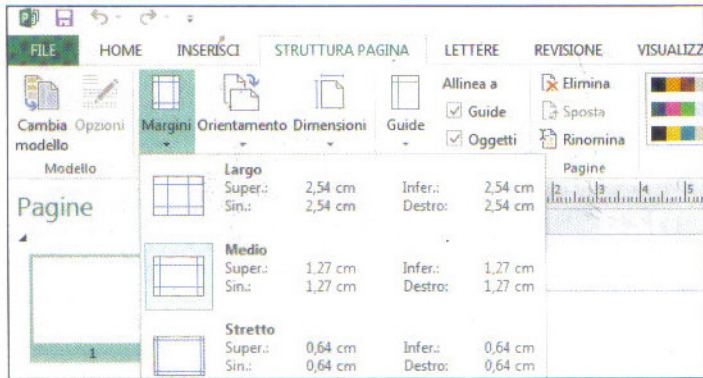 FILE HOME INSERISCI STRUTTURA PAGINA LETTERE REVISIONE VISUALIZZ
Cambia modello
Opzioni
Modello
Margini
Orientamento
Dimensioni
Guide
Allinea a
Guide
Oggetti
Elimina
Sposta
Rinomina
Pagine
Largo
Super.: 2,54 cm Infer.: 2,54 cm
Sin.: 2,54 cm Destro: 2,54 cm
Medio
Super.: 1,27 cm Infer.: 1,27 cm
Sin.: 1,27 cm Destro: 1,27 cm
Stretto
Super.: 0,64 cm Infer.: 0,64 cm
Sin.: 0,64 cm Destro: 0,64 cm
Pagine
1
2 3 4 5